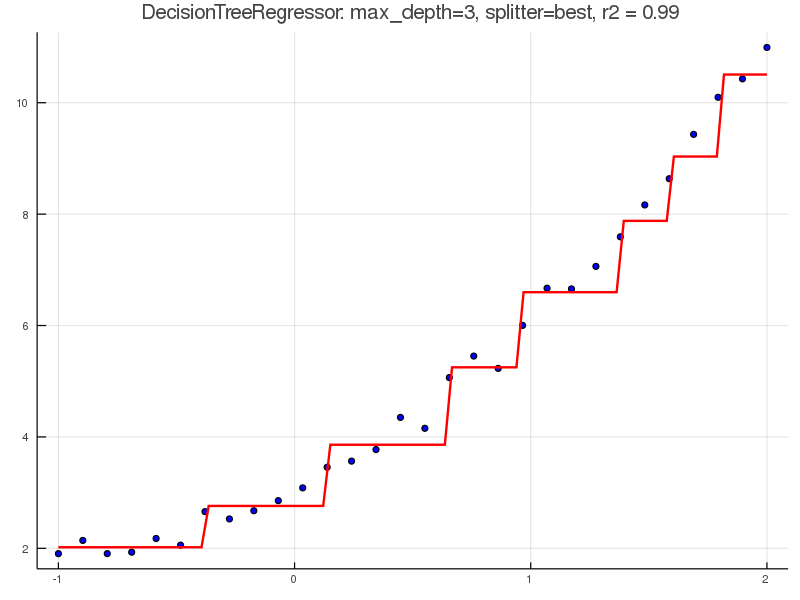 DecisionTreeRegressor: max_depth=3, splitter=best, r2 = 0.99
10
8
6
4
2
-1 0 1 2